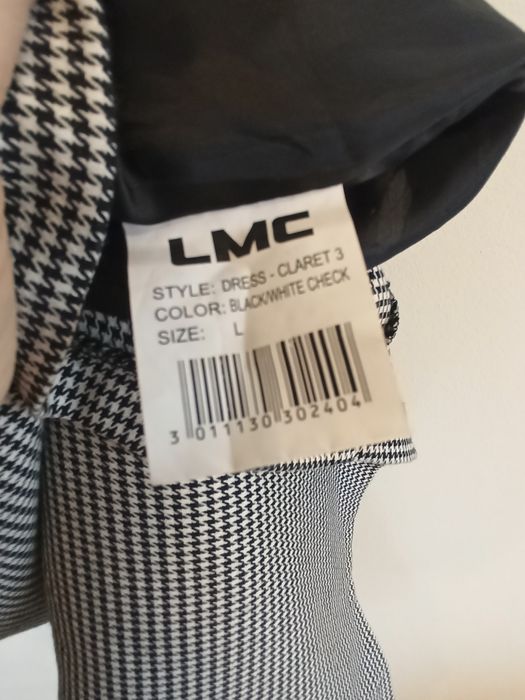 LMC
STYLE: DRESS - CLARET 3
COLOR: BLACK/WHITE CHECK
SIZE: L
3 011130 302404